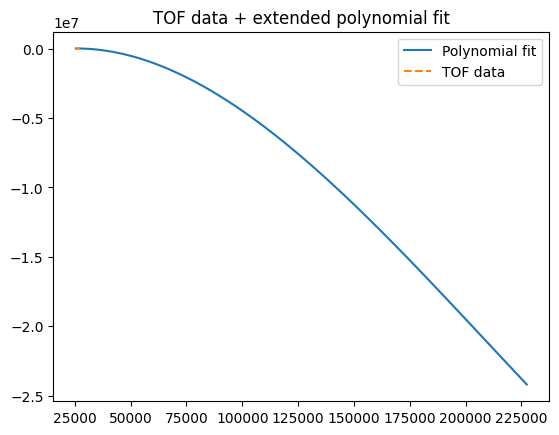 TOF data + extended polynomial fit
1e7
Polynomial fit
TOF data
0.0
−0.5
−1.0
−1.5
−2.0
−2.5
25000 50000 75000 100000 125000 150000 175000 200000 225000